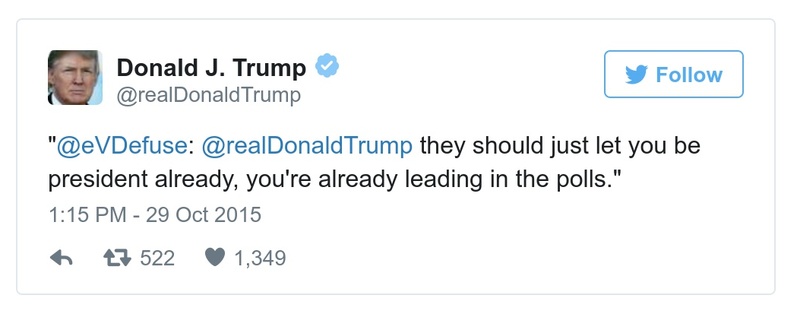 Donald J. Trump
@realDonaldTrump
Follow
"@eVDefuse: @realDonaldTrump they should just let you be
president already, you're already leading in the polls."
1:15 PM - 29 Oct 2015
522 1,349